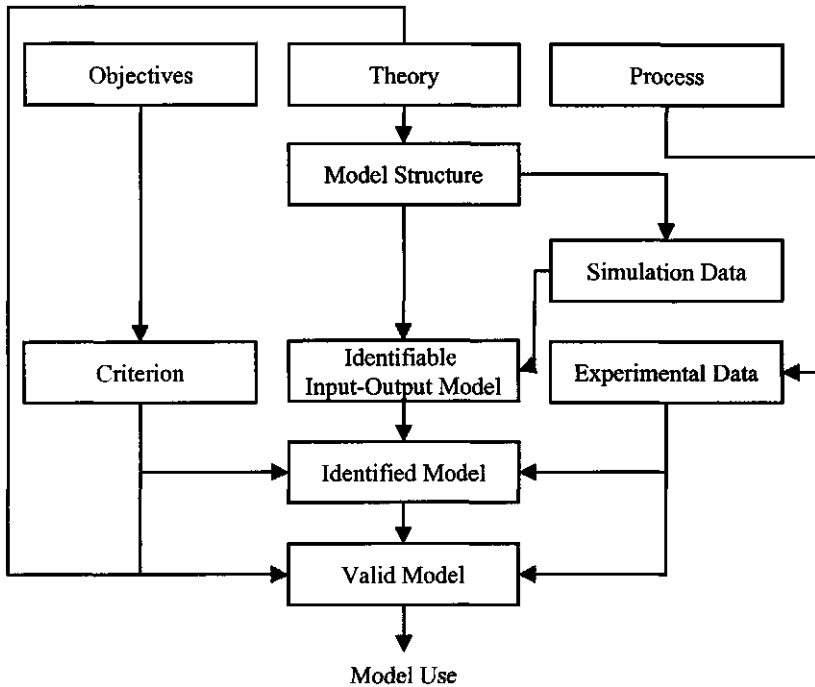 Objectives
Theory
Process
Model Structure
Simulation Data
Criterion
Identifiable
Input-Output Model
Experimental Data
Identified Model
Valid Model
Model Use